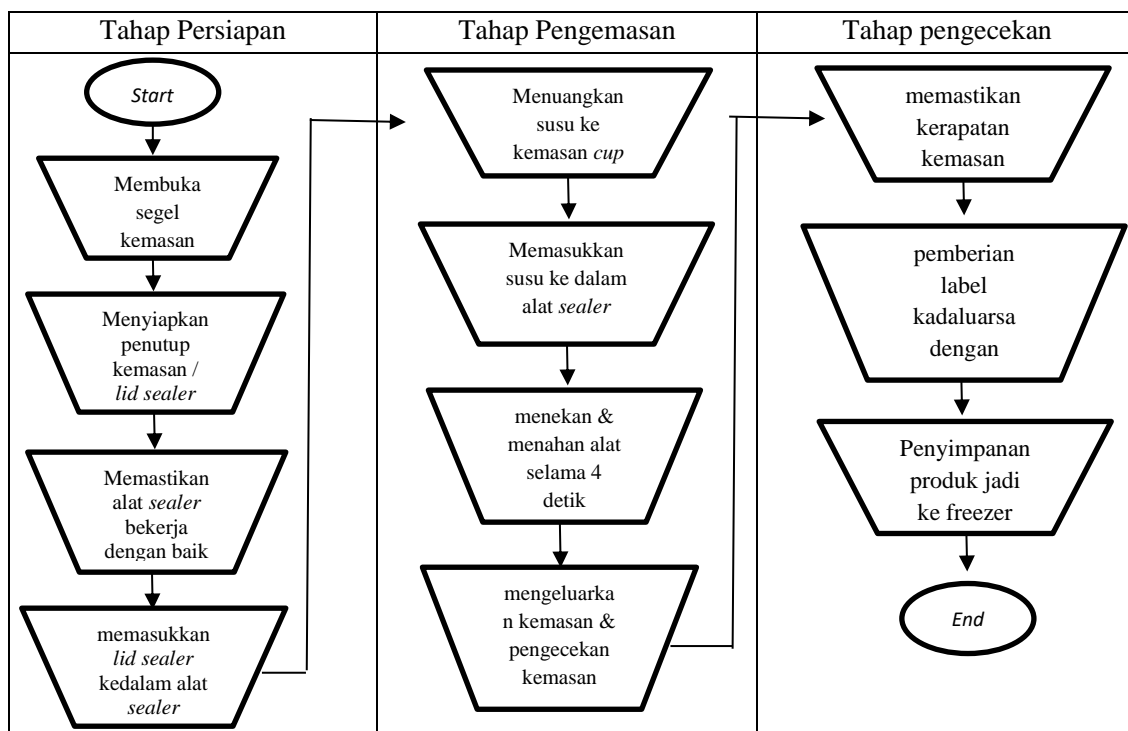 Tahap Persiapan
Tahap Pengemasan
Tahap pengecekan
Start
Membuka
segel
kemasan
Menyiapkan
penutup
kemasan /
lid sealer
Memastikan
alat sealer
bekerja
dengan baik
memasukkan
lid sealer
kedalam alat
sealer
Menuangkan
susu ke
kemasan cup
Memasukkan
susu ke dalam
alat sealer
menekan &
menahan alat
selama 4
detik
mengeluarka
n kemasan &
pengecekan
kemasan
memastikan
kerapatan
kemasan
pemberian
label
kadaluarsa
dengan
Penyimpanan
produk jadi
ke freezer
End